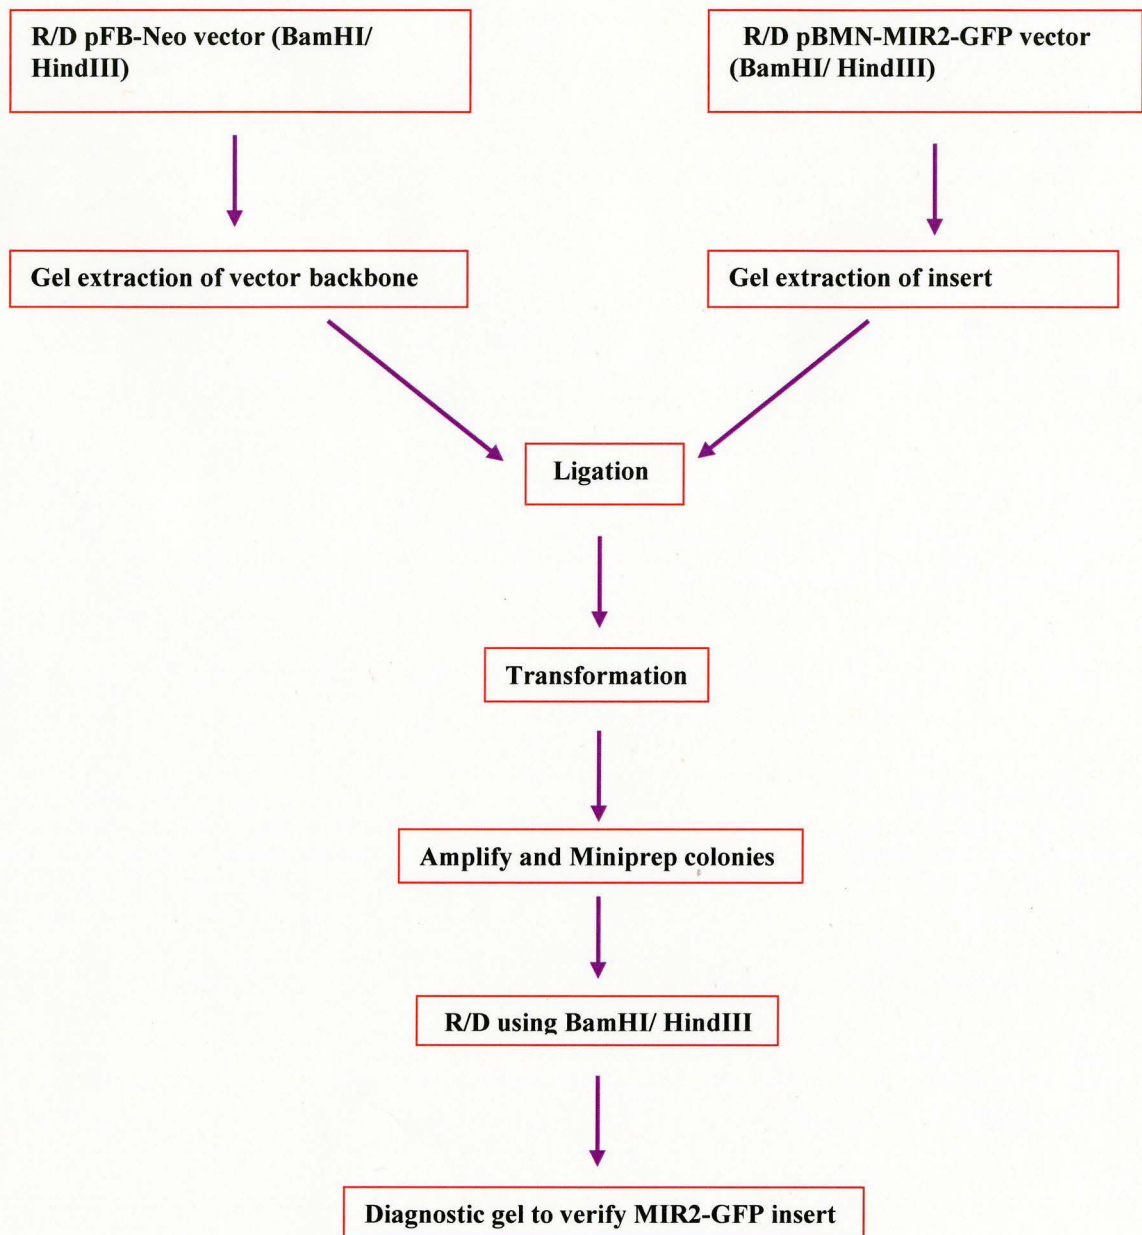 R/D pFB-Neo vector (BamHI/
HindIII)
R/D pBMN-MIR2-GFP vector
(BamHI/ HindIII)
Gel extraction of vector backbone
Gel extraction of insert
Ligation
Transformation
Amplify and Miniprep colonies
R/D using BamHI/ HindIII
Diagnostic gel to verify MIR2-GFP insert